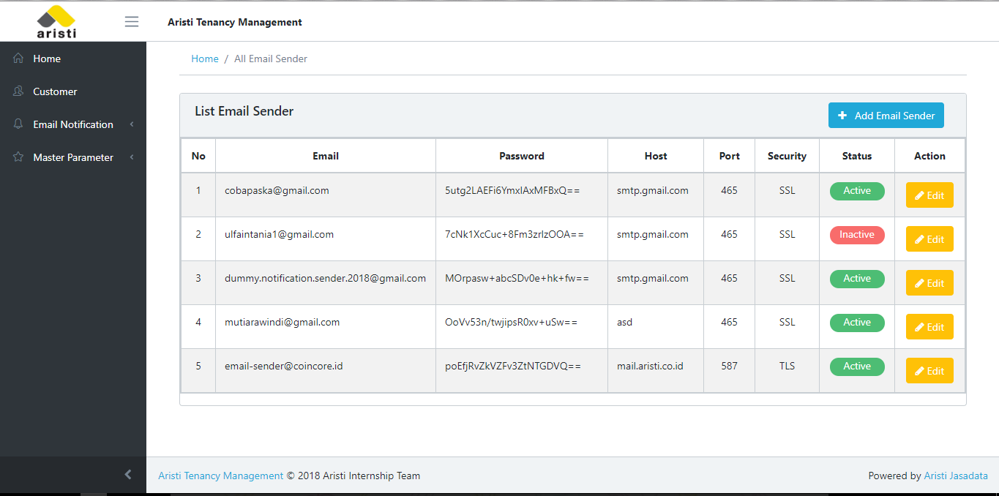 aristi
Aristi Tenancy Management
Home
Customer
Email Notification
Master Parameter
Home / All Email Sender
List Email Sender
Add Email Sender
No Email Password Host Port Security Status Action
1 cobapaska@gmail.com 5utg2LAEFi6YmxIAxMFBxQ== smtp.gmail.com 465 SSL Active Edit
2 ulfaintania1@gmail.com 7cNk1XcCuc+8Fm3zrIzOOA== smtp.gmail.com 465 SSL Inactive Edit
3 dummy.notification.sender.2018@gmail.com MOrpasw+abcSDv0e+hk+fw== smtp.gmail.com 465 SSL Active Edit
4 mutiarawindi@gmail.com OoVv53n/twjipsR0xv+uSw== asd 465 SSL Active Edit
5 email-sender@coincore.id poEfjRvZkVZFv3ZtNTGDVQ== mail.aristi.co.id 587 TLS Active Edit
Aristi Tenancy Management © 2018 Aristi Internship Team
Powered by Aristi Jasadata